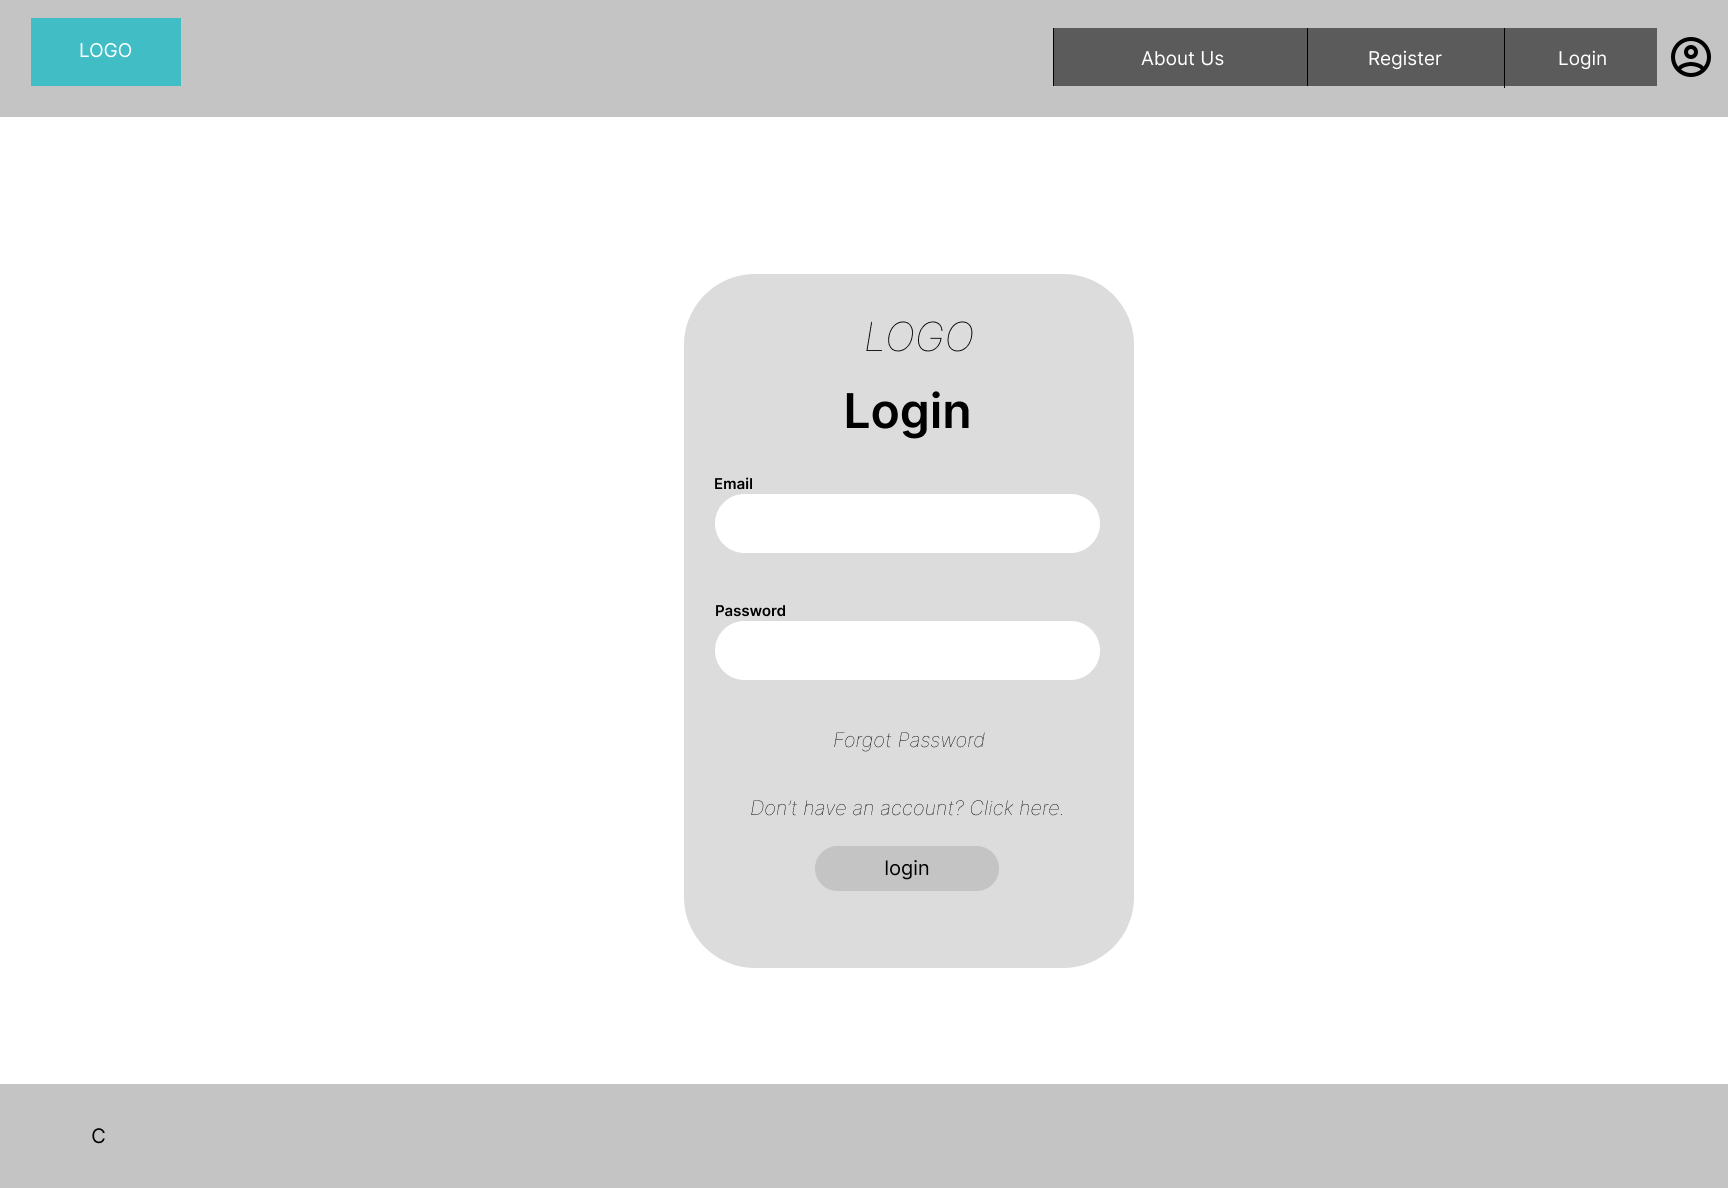 LOGO
About Us
Register
Login
LOGO
Login
Email
Password
Forgot Password
Don't have an account? Click here.
login
C